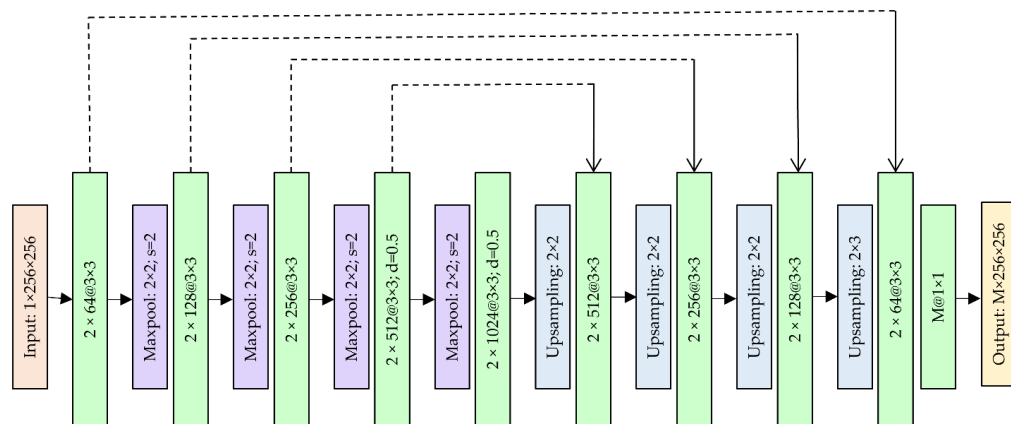 Input: 1×256×256
2 × 64@3×3
Maxpool: 2×2; s=2
2 × 128@3×3
Maxpool: 2×2; s=2
2 × 256@3×3
Maxpool: 2×2; s=2
2 × 512@3×3; d=0.5
Maxpool: 2×2; s=2
2 × 1024@3×3; d=0.5
Upsampling: 2×2
2 × 512@3×3
Upsampling: 2×2
2 × 256@3×3
Upsampling: 2×2
2 × 128@3×3
Upsampling: 2×3
2 × 64@3×3
M@1×1
Output: M×256×256